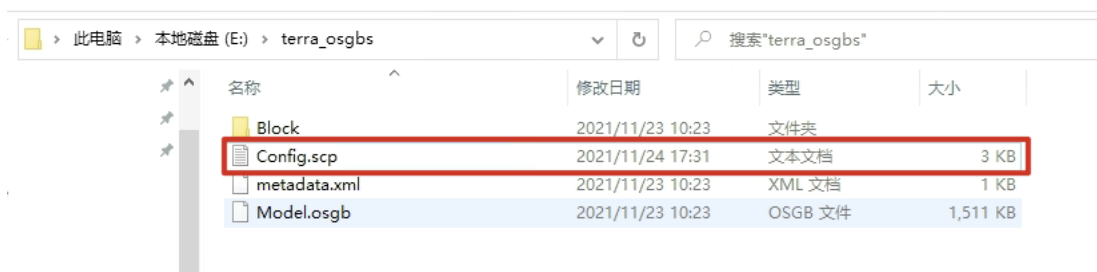 此电脑 > 本地磁盘 (E:) > terra_osgbs 搜索"terra_osgbs"
名称 修改日期 类型 大小
Block 2021/11/23 10:23 文件夹
Config.scp 2021/11/24 17:31 文本文档 3 KB
metadata.xml 2021/11/23 10:23 XML 文档 1 KB
Model.osgb 2021/11/23 10:23 OSGB 文件 1,511 KB